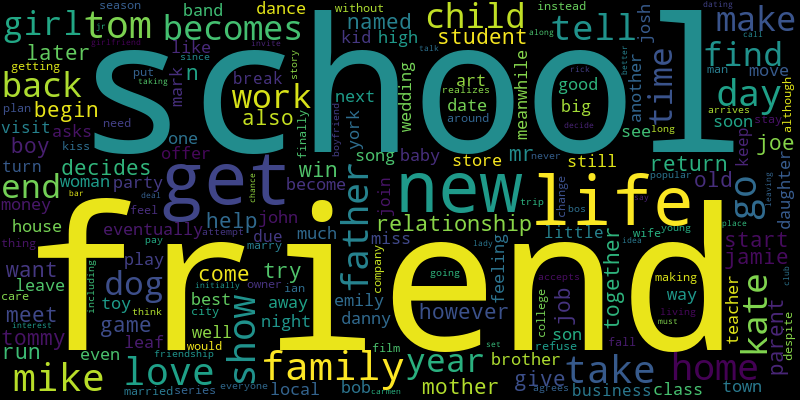 school
friend
get
new
life
girl
tom
becomes
child
tell
make
find
back
work
day
time
end
father
go
dog
show
love
mike
family
year
take
home
kate
season
jr
band
dance
without
instead
dating
named
kid
high
student
josh
call
later
like
getting
mark
n
break
story
since
invite
girlfriend
along
talk
better
rick
man
move
another
put
taking
art
realizes
good
big
meanwhile
wedding
next
date
around
decide
long
arrives
although
plan
begin
need
also
finally
boyfriend
york
mr
never
see
soon
joe
stay
visit
asks
kiss
one
song
baby
store
still
boy
offer
win
return
keep
daughter
turn
decides
woman
party
deal
bar
chance
become
join
relationship
trip
change
bos
popular
old
say
leaving
money
feel
john
help
attempt
house
eventually
pay
due
much
marry
miss
lady
feeling
little
wife
young
place
start
idea
together
jamie
club
thing
want
play
come
try
company
going
accepts
making
way
teacher
parent
including
leave
care
toy
think
initially
owner
ian
best
city
away
emily
however
college
job
living
must
meet
game
well
night
danny
son
fall
despite
interest
tommy
leaf
would
film
set
refuse
run
even
friendship
brother
married
series
everyone
local
bob
carmen
mother
agrees
give
business
class
town